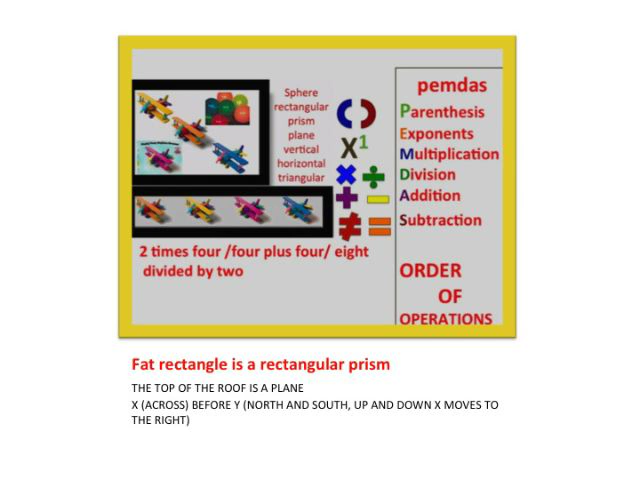 Sphere
rectangular
prism
plane
vertical
horizontal
triangular
X1
pemdas
Parenthesis
Exponents
Multiplication
Division
Addition
Subtraction
ORDER
OF
OPERATIONS
2 times four /four plus four/ eight
divided by two
Fat rectangle is a rectangular prism
THE TOP OF THE ROOF IS A PLANE
X (ACROSS) BEFORE Y (NORTH AND SOUTH, UP AND DOWN X MOVES TO
THE RIGHT)